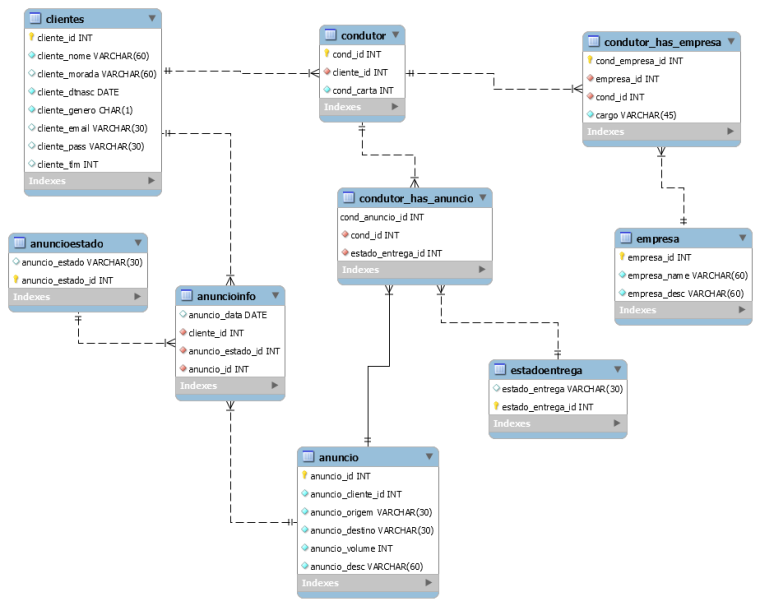 clientes
cliente_id INT
cliente_nome VARCHAR(60)
cliente_morada VARCHAR(60)
cliente_dtnasc DATE
cliente_genero CHAR(1)
cliente_email VARCHAR(30)
cliente_pass VARCHAR(30)
cliente_tlm INT
Indexes
condutor
cond_id INT
cliente_id INT
cond_carta INT
Indexes
condutor_has_empresa
cond_empresa_id INT
empresa_id INT
cond_id INT
cargo VARCHAR(45)
Indexes
condutor_has_anuncio
cond_anuncio_id INT
cond_id INT
estado_entrega_id INT
Indexes
empresa
empresa_id INT
empresa_name VARCHAR(60)
empresa_desc VARCHAR(60)
Indexes
anuncioestado
anuncio_estado VARCHAR(30)
anuncio_estado_id INT
Indexes
anuncioinfo
anuncio_data DATE
cliente_id INT
anuncio_estado_id INT
anuncio_id INT
Indexes
estadoentrega
estado_entrega VARCHAR(30)
estado_entrega_id INT
Indexes
anuncio
anuncio_id INT
anuncio_cliente_id INT
anuncio_origem VARCHAR(30)
anuncio_destino VARCHAR(30)
anuncio_volume INT
anuncio_desc VARCHAR(60)
Indexes